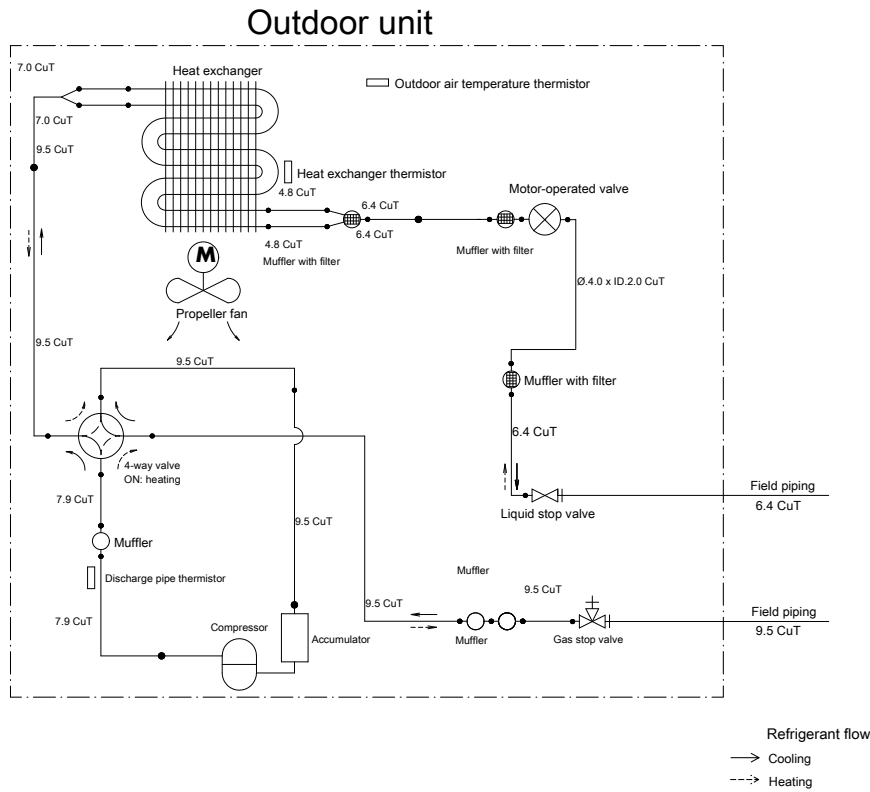 Outdoor unit
7.0 CuT
Heat exchanger
Outdoor air temperature thermistor
7.0 CuT
9.5 CuT
Heat exchanger thermistor
4.8 CuT
Motor-operated valve
6.4 CuT
6.4 CuT
4.8 CuT
Muffler with filter
Muffler with filter
M
Ø.4.0 x ID.2.0 CuT
Propeller fan
9.5 CuT
9.5 CuT
Muffler with filter
6.4 CuT
4-way valve
ON: heating
7.9 CuT
Field piping
6.4 CuT
Liquid stop valve
9.5 CuT
Muffler
Discharge pipe thermistor
Muffler
9.5 CuT
9.5 CuT
7.9 CuT
Compressor
Accumulator
Muffler
Gas stop valve
Field piping
9.5 CuT
Refrigerant flow
Cooling
Heating